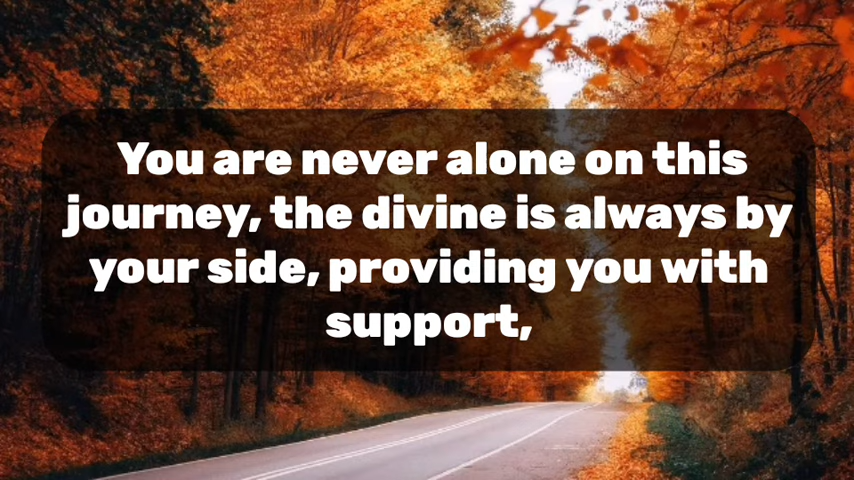 You are never alone on this
journey, the divine is always by
your side, providing you with
support,